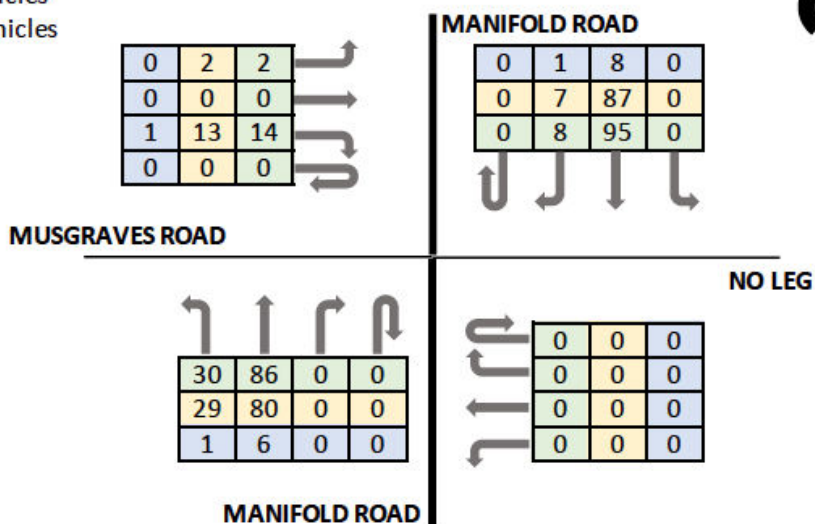 MANIFOLD ROAD
0 2 2
0 0 0
1 13 14
0 0 0
0 1 8 0
0 7 87 0
0 8 95 0
MUSGRAVES ROAD
NO LEG
30 86 0 0
29 80 0 0
1 6 0 0
0 0 0
0 0 0
0 0 0
0 0 0
MANIFOLD ROAD